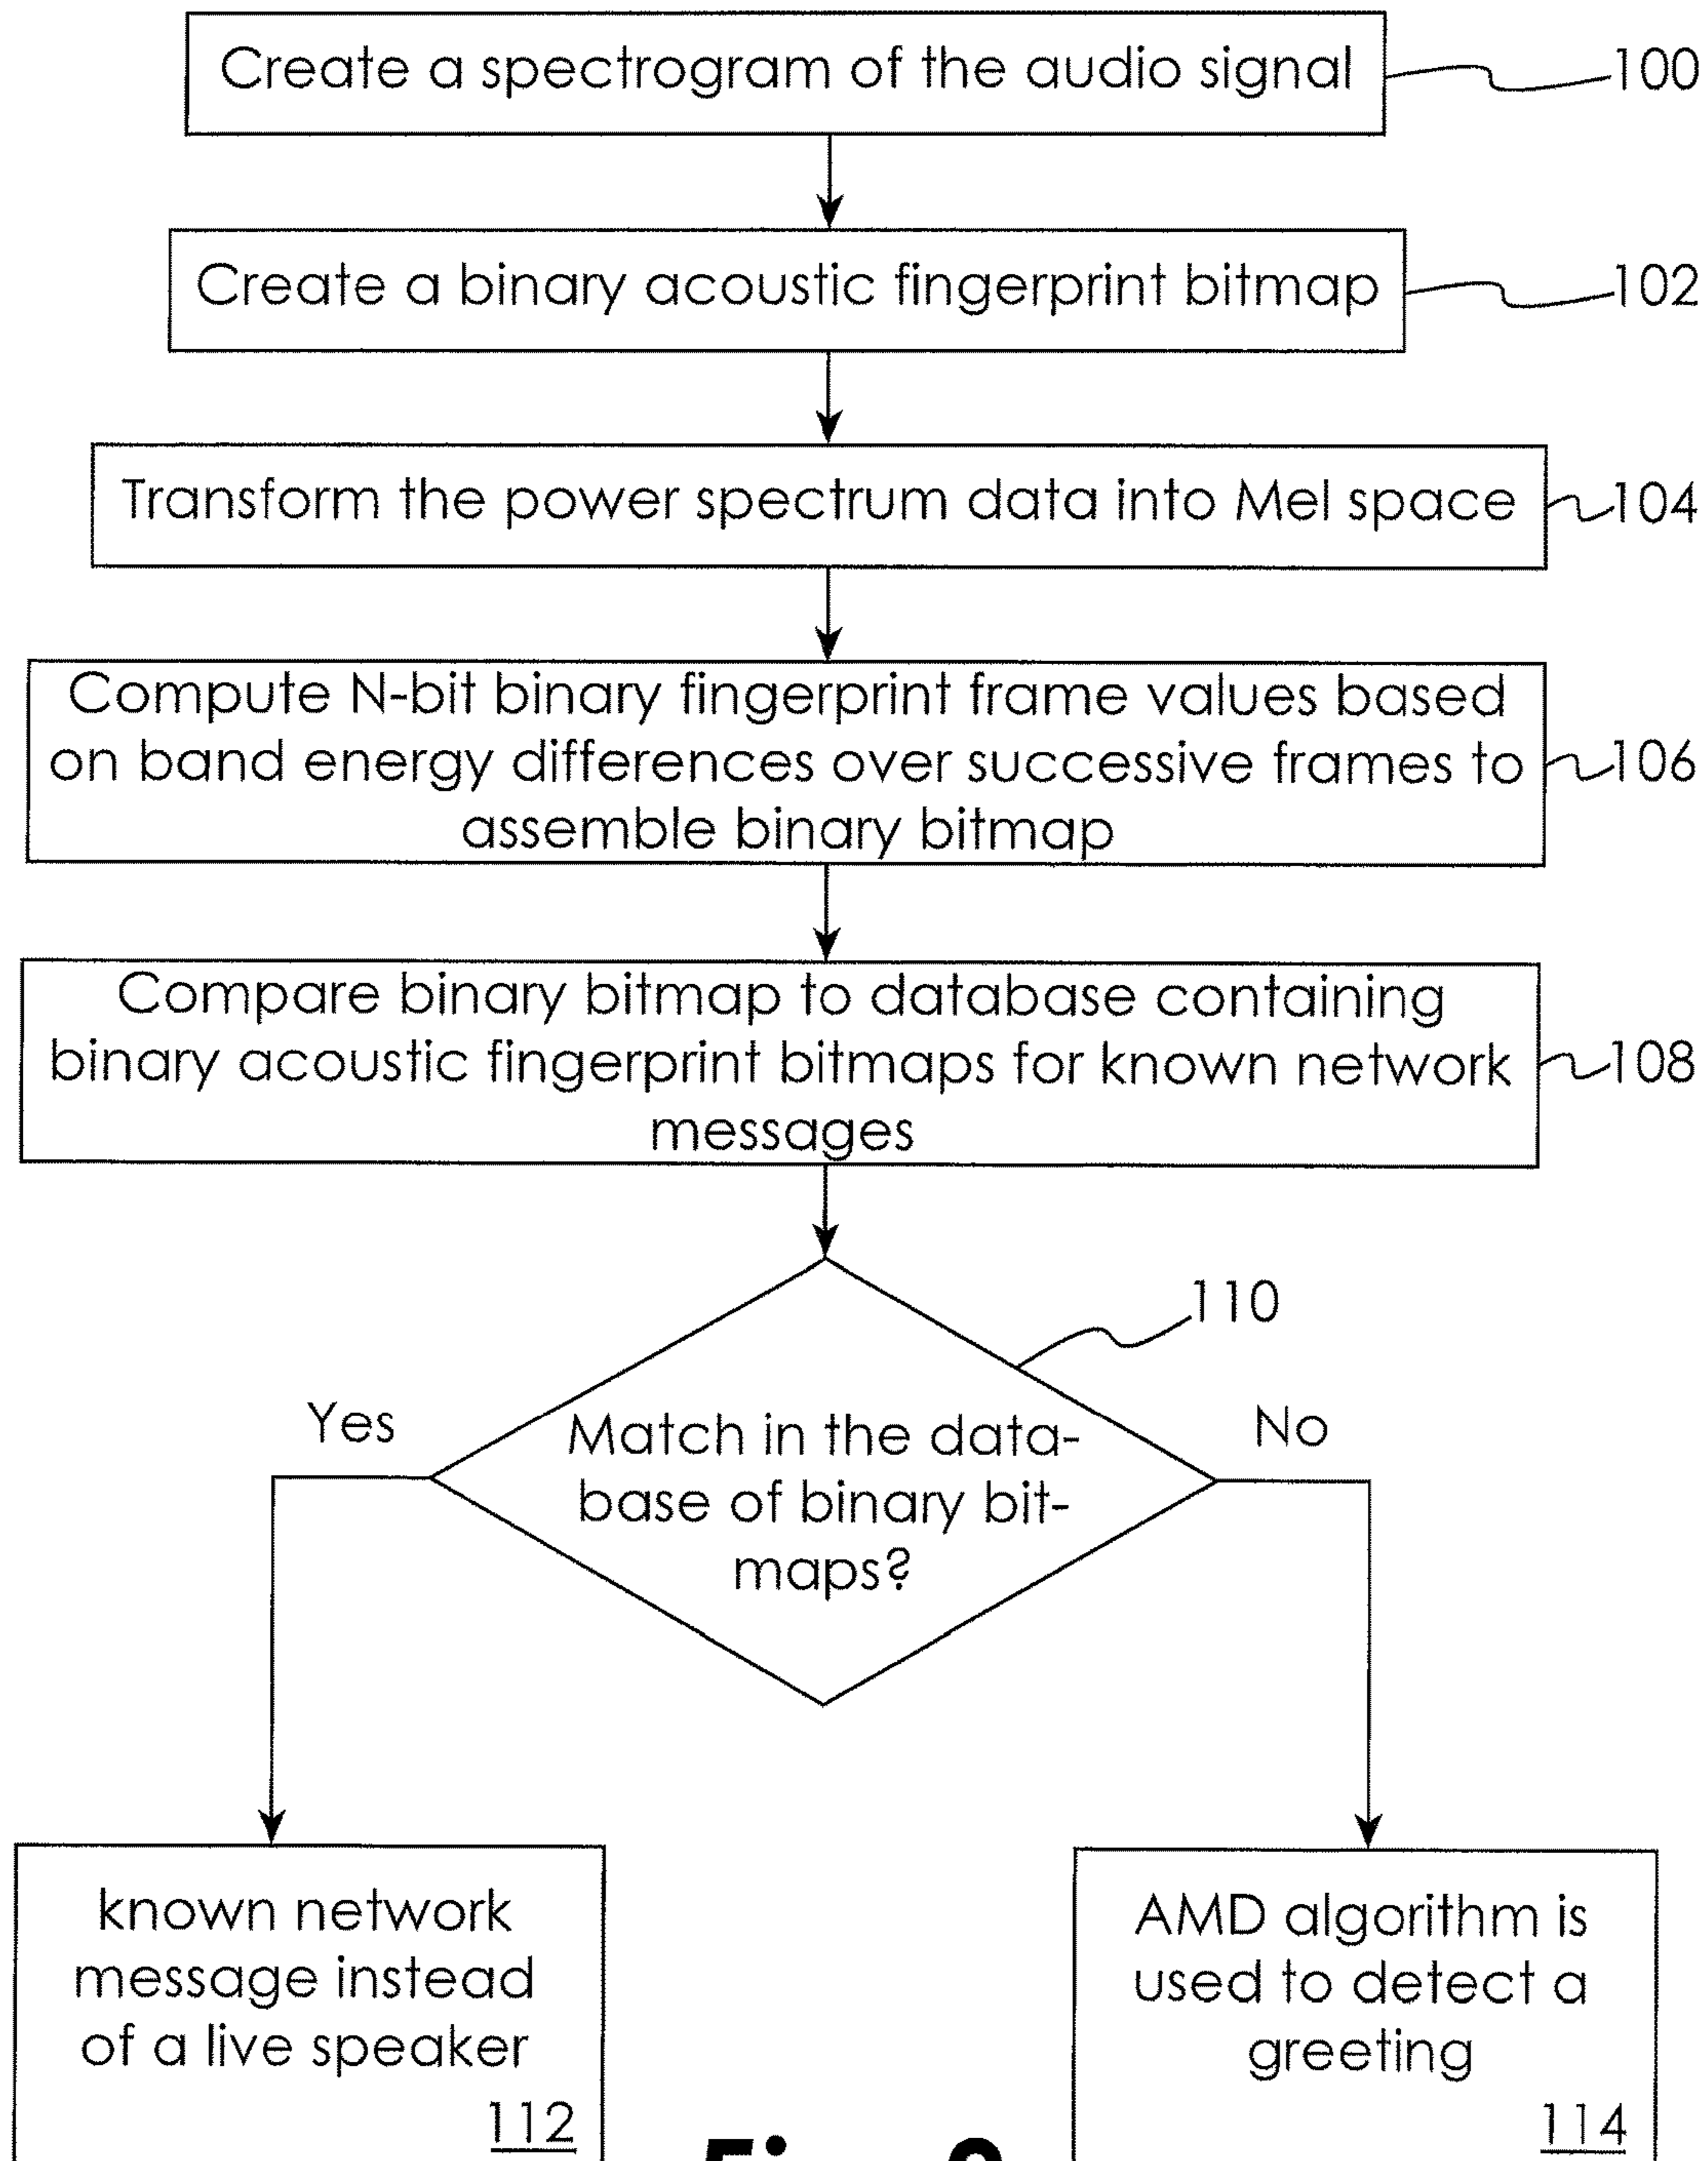 Create a spectrogram of the audio signal
100
Create a binary acoustic fingerprint bitmap
102
Transform the power spectrum data into Mel space
104
Compute N-bit binary fingerprint frame values based
on band energy differences over successive frames to
assemble binary bitmap
106
Compare binary bitmap to database containing
binary acoustic fingerprint bitmaps for known network
messages
108
110
Yes
No
Match in the data-
base of binary bit-
maps?
known network
message instead
of a live speaker
112
AMD algorithm is
used to detect a
greeting
114